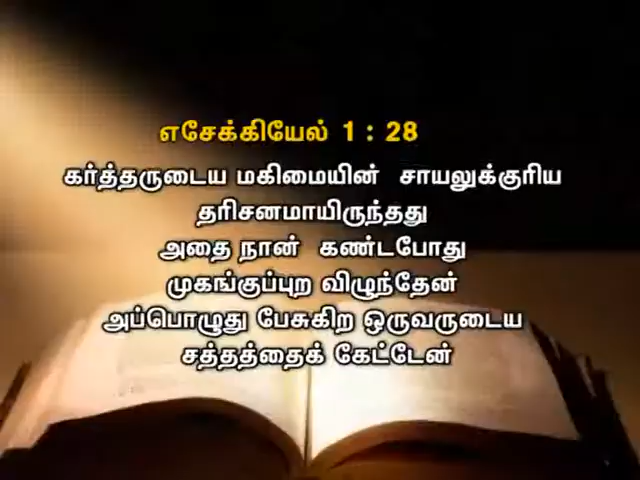 எசேக்கியேல் 1 : 28
கர்த்தருடைய மகிமையின் சாயலுக்குரிய
தரிசனமாயிருந்தது
அதை நான் கண்டபோது
முகங்குப்புற விழுந்தேன்
அப்பொழுது பேசுகிற ஒருவருடைய
சத்தத்தைக் கேட்டேன்